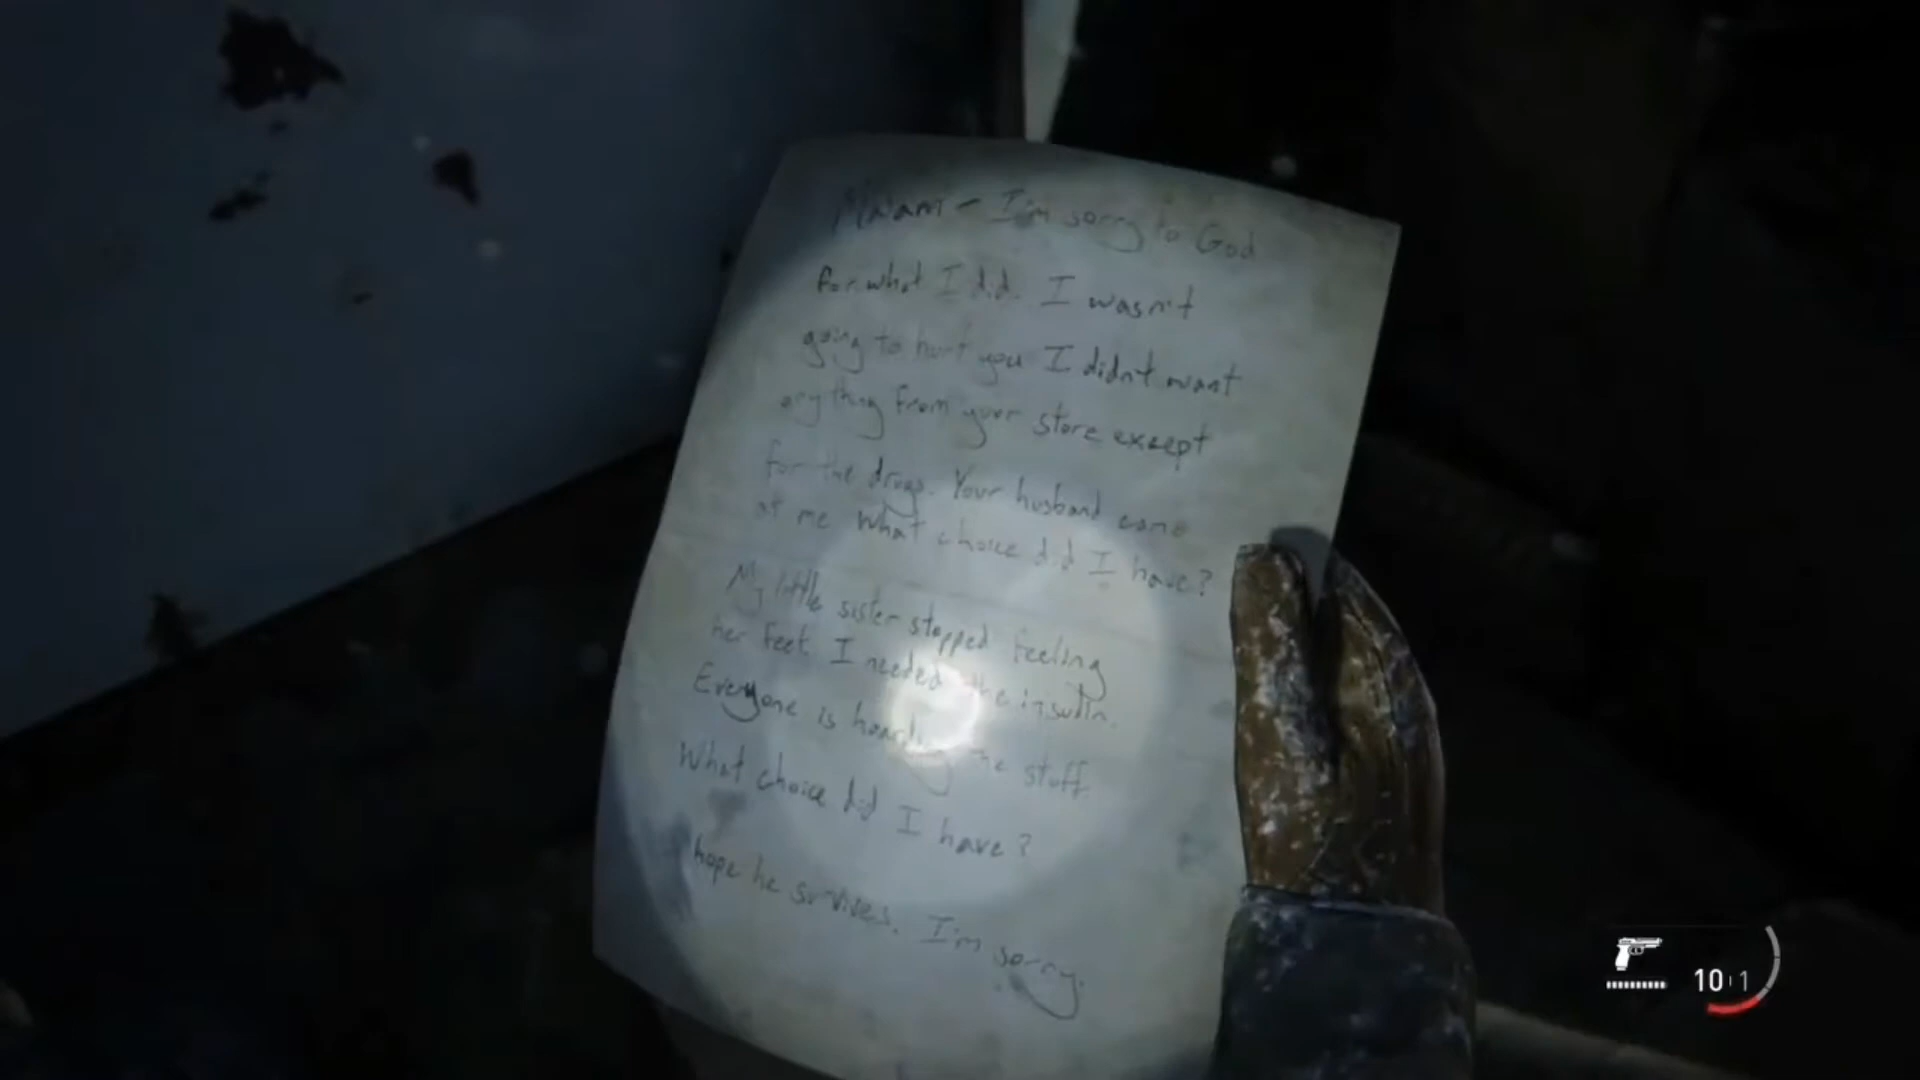 Ma'am - I'm sorry to God
for what I did. I wasn't
going to hurt you I didn't want
anything from your store except
for the drugs. Your husband came
at me what choice did I have?
My little sister stopped feeling
her feet. I needed the insulin.
Everyone is hoarding the stuff.
What choice did I have?
hope he survives. I'm sorry.
10 1